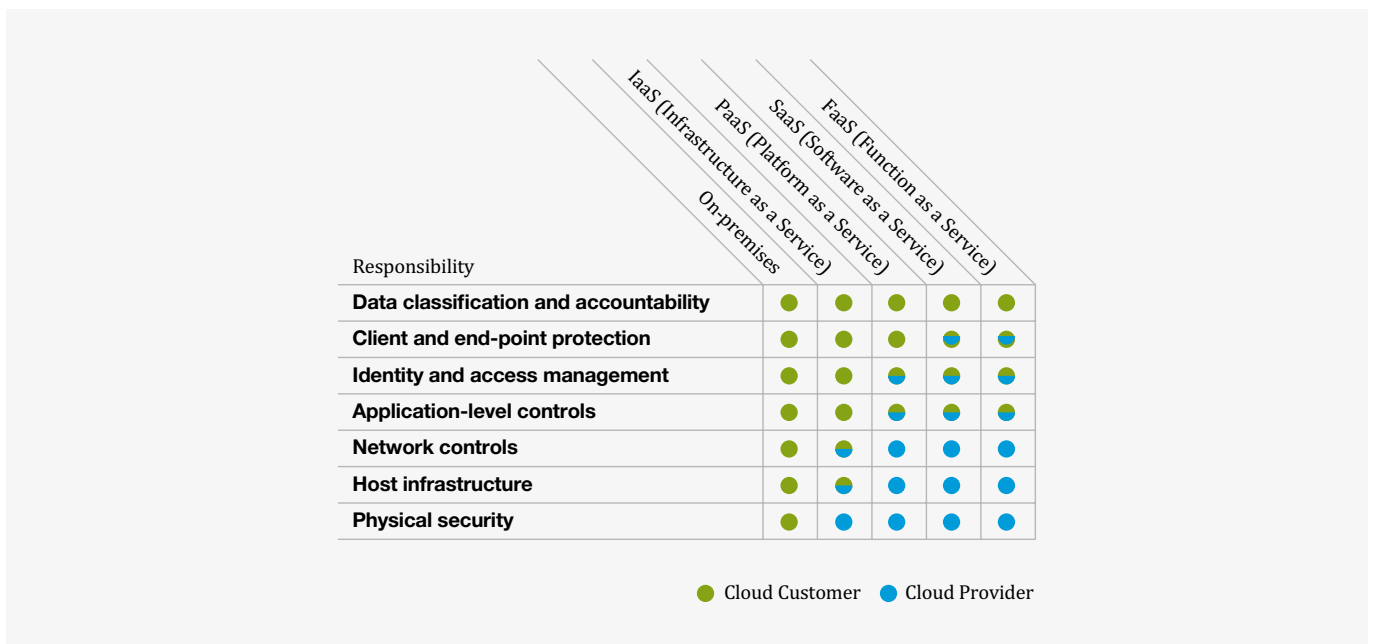 On-premises
IaaS (Infrastructure as a Service)
PaaS (Platform as a Service)
SaaS (Software as a Service)
FaaS (Function as a Service)
Responsibility
Data classification and accountability
Client and end-point protection
Identity and access management
Application-level controls
Network controls
Host infrastructure
Physical security
Cloud Customer
Cloud Provider